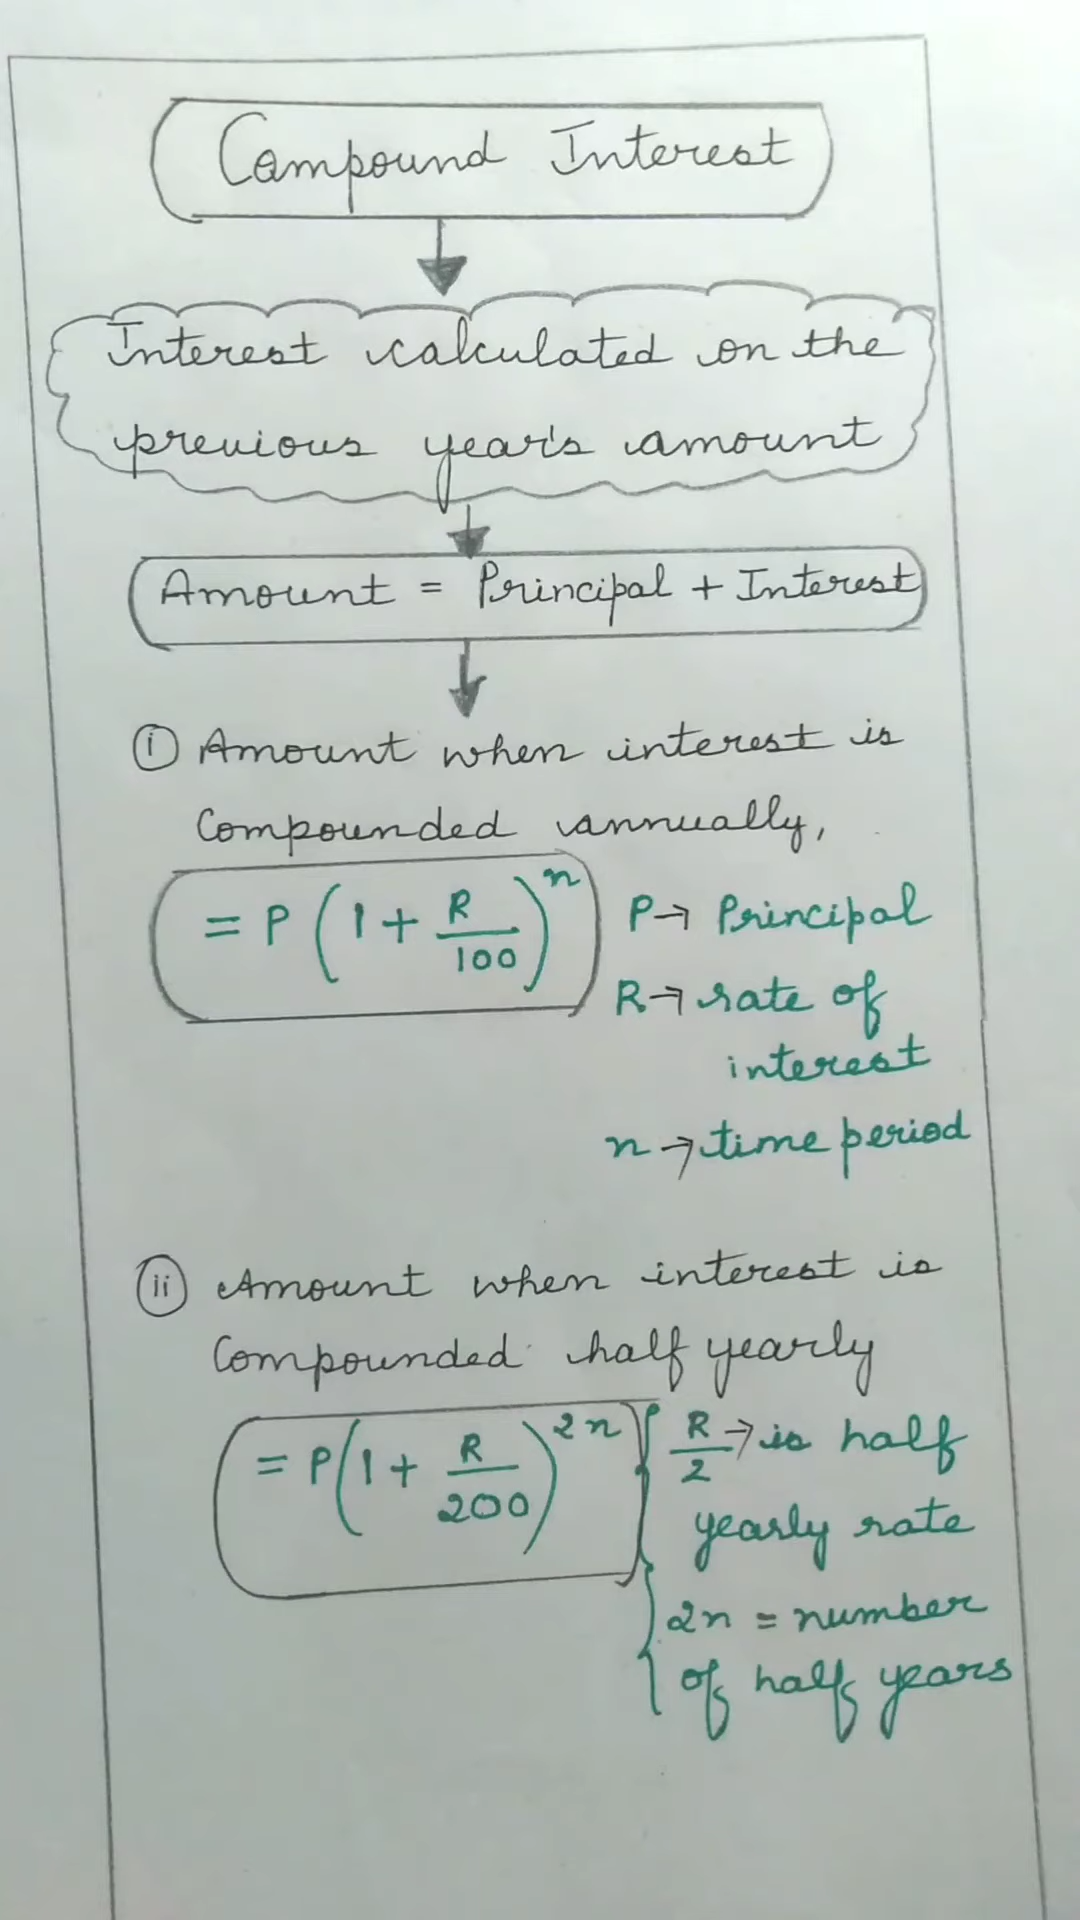 Compound Interest
Interest calculated on the
previous year's amount
Amount = Principal + Interest
(i) Amount when interest is
Compounded annually,
= P (1 + R/100)^n
P → Principal
R → rate of
interest
n → time period
(ii) Amount when interest is
Compounded half yearly
= P (1 + R/200)^2n
R/2 → is half
yearly rate
2n = number
of half years